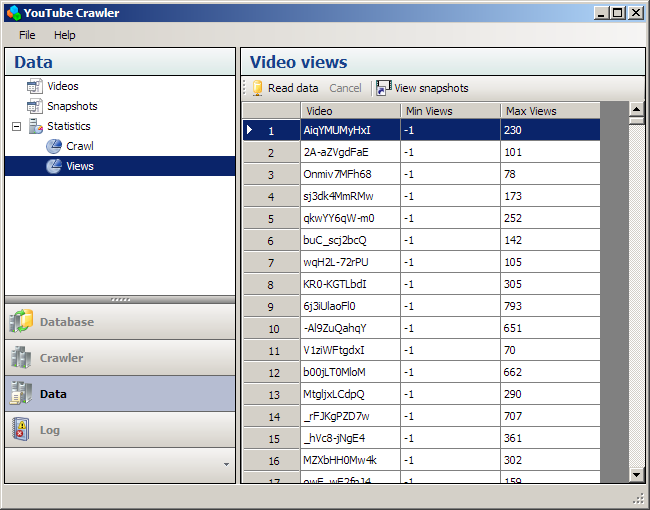 YouTube Crawler
File Help
Data
Videos
Snapshots
Statistics
Crawl
Views
Database
Crawler
Data
Log
Video views
Read data Cancel View snapshots
Video Min Views Max Views
1 AiqYMUMyHxI -1 230
2 2A-aZVgdFaE -1 101
3 Onmiv7MFh68 -1 78
4 sj3dk4MmRMw -1 173
5 qkwYY6qW-m0 -1 252
6 buC_scj2bcQ -1 142
7 wqH2L-72rPU -1 105
8 KR0-KGTLbdI -1 305
9 6j3iUlaoFl0 -1 793
10 -Al9ZuQahqY -1 651
11 V1ziWFtgdxI -1 70
12 b00jLT0MloM -1 662
13 MtgljxLCdpQ -1 290
14 _rFJKgPZD7w -1 707
15 _hVc8-jNgE4 -1 361
16 MZXbHH0Mw4k -1 302
17 -1 159